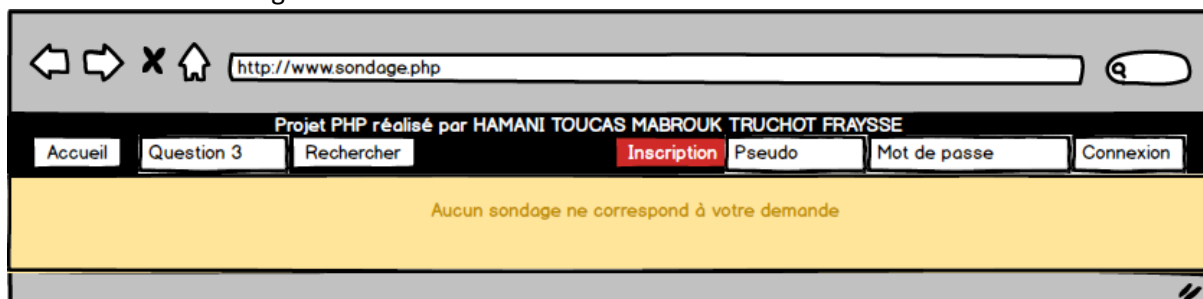 http://www.sondage.php
Projet PHP réalisé par HAMANI TOUCAS MABROUK TRUCHOT FRAYSSE
Accueil Question 3 Rechercher Inscription Pseudo Mot de passe Connexion
Aucun sondage ne correspond à votre demande